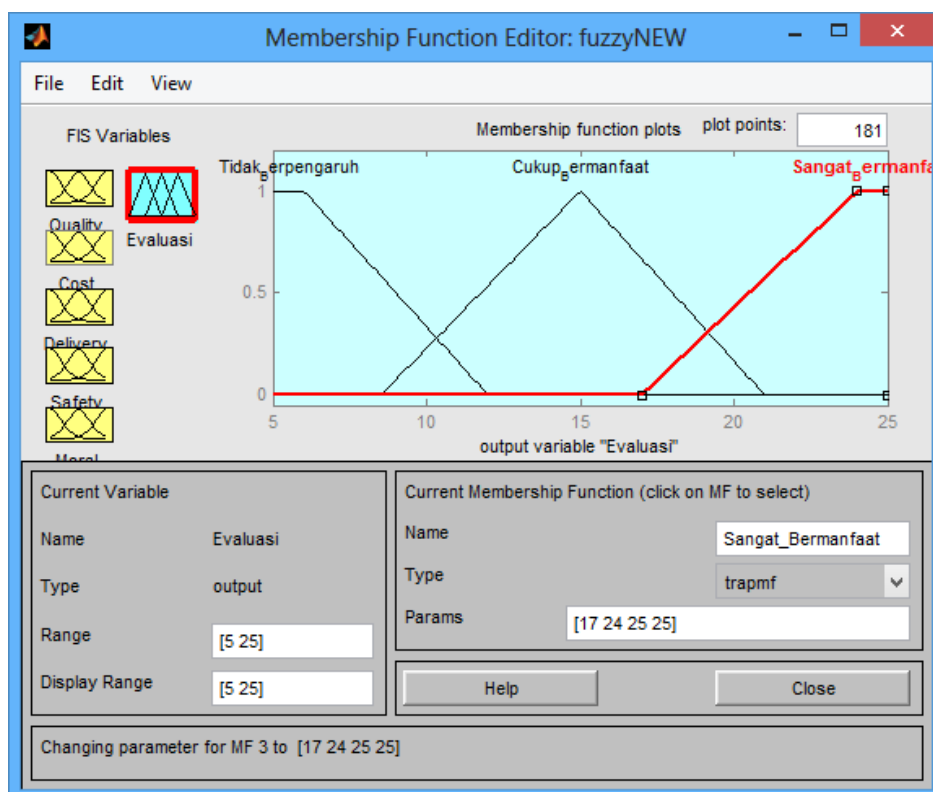 Membership Function Editor: fuzzyNEW
File Edit View
FIS Variables
Membership function plots plot points: 181
Quality
Cost
Delivery
Safety
Moral
Evaluasi
Tidak_Berpengaruh Cukup_Bermanfaat Sangat_Bermanfa
1
0.5
0
5 10 15 20 25
output variable "Evaluasi"
Current Variable
Name Evaluasi
Type output
Range [5 25]
Display Range [5 25]
Current Membership Function (click on MF to select)
Name Sangat_Bermanfaat
Type trapmf
Params [17 24 25 25]
Help Close
Changing parameter for MF 3 to [17 24 25 25]